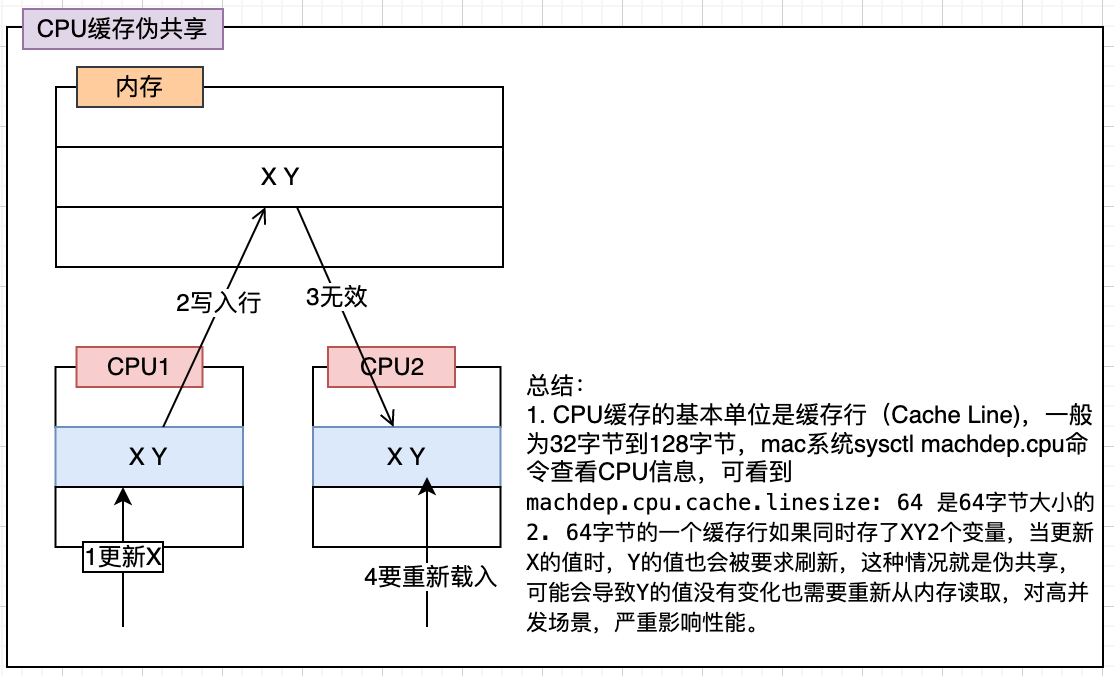 CPU缓存伪共享
内存
X Y
2写入行
3无效
CPU1
CPU2
X Y
X Y
1更新X
4要重新载入
总结：
1. CPU缓存的基本单位是缓存行（Cache Line)，一般
为32字节到128字节，mac系统sysctl machdep.cpu命
令查看CPU信息，可看到
machdep.cpu.cache.linesize: 64 是64字节大小的
2. 64字节的一个缓存行如果同时存了XY2个变量，当更新
X的值时，Y的值也会被要求刷新，这种情况就是伪共享，
可能会导致Y的值没有变化也需要重新从内存读取，对高并
发场景，严重影响性能。